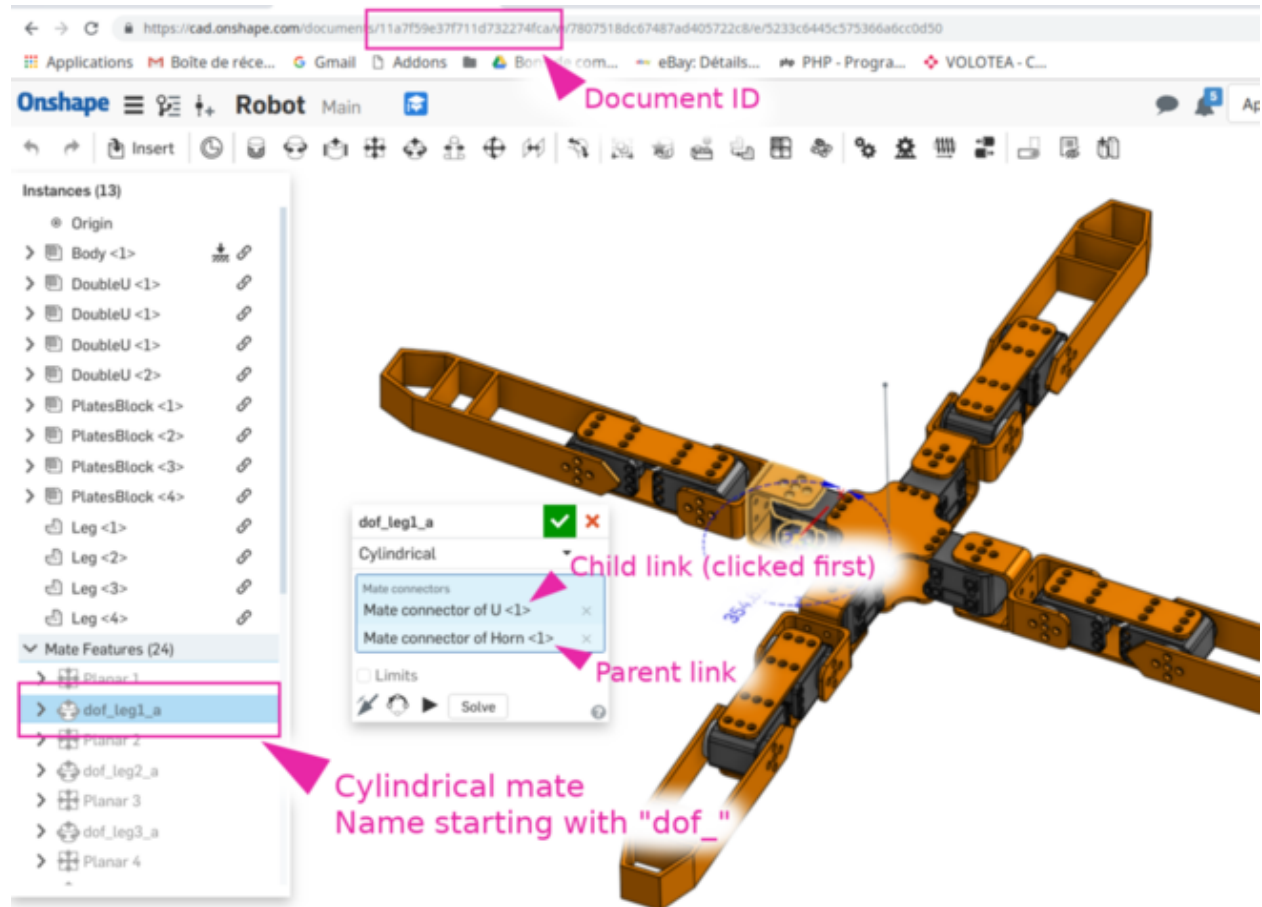 https://cad.onshape.com/documents/11a7f59e37f711d732274fca/w/7807518dc67487ad405722c8/e/5233c6445c575366a6cc0d50
Applications Boîte de réce... Gmail Addons Bon de com... eBay: Détails... PHP - Progra... VOLOTEA - C...
Document ID
Onshape Robot Main 5 Ap
Insert
Instances (13)
Origin
Body <1>
DoubleU <1>
DoubleU <1>
DoubleU <1>
DoubleU <2>
PlatesBlock <1>
PlatesBlock <2>
PlatesBlock <3>
PlatesBlock <4>
Leg <1>
Leg <2>
Leg <3>
Leg <4>
Mate Features (24)
Planar 1
dof_leg1_a
Planar 2
dof_leg2_a
Planar 3
dof_leg3_a
Planar 4
dof_leg1_a
Cylindrical
Child link (clicked first)
Mate connectors
Mate connector of U <1>
Mate connector of Horn <1>
Parent link
Limits
Solve
Cylindrical mate
Name starting with "dof_"